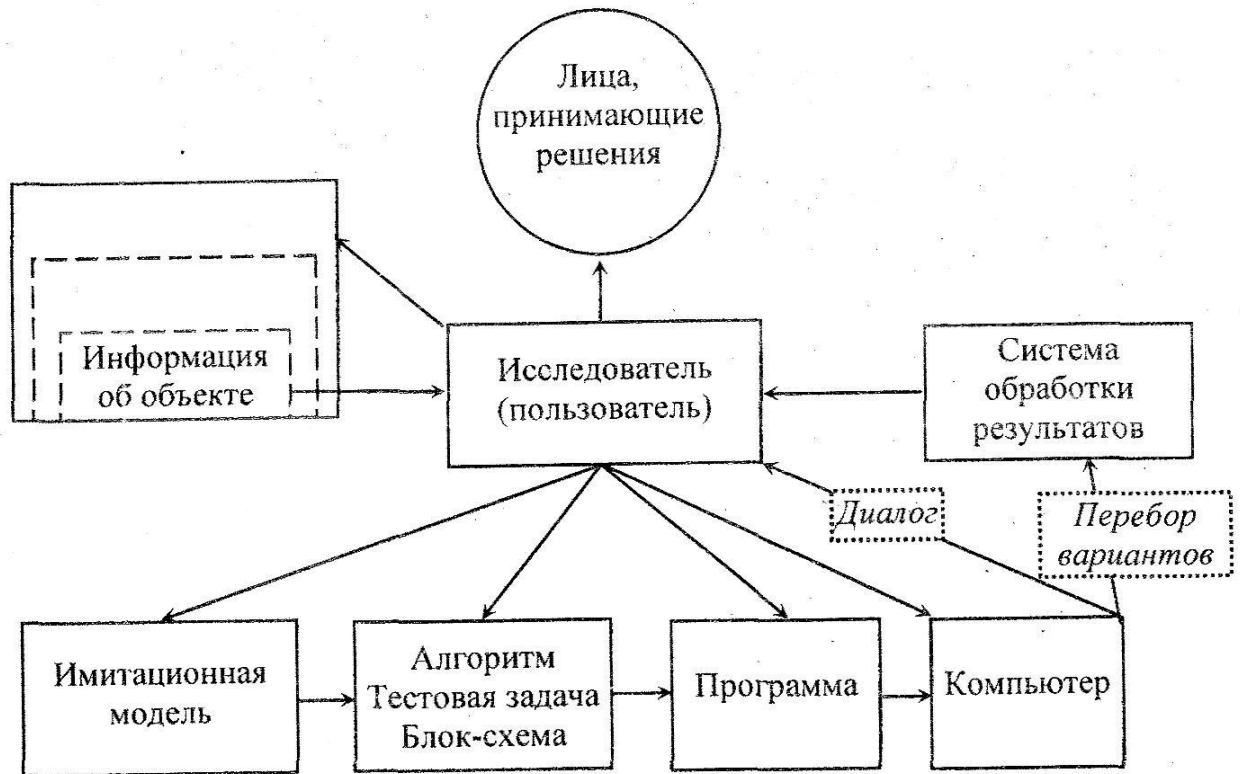 Лица,
принимающие
решения
Информация
об объекте
Исследователь
(пользователь)
Система
обработки
результатов
Диалог
Перебор
вариантов
Имитационная
модель
Алгоритм
Тестовая задача
Блок-схема
Программа
Компьютер